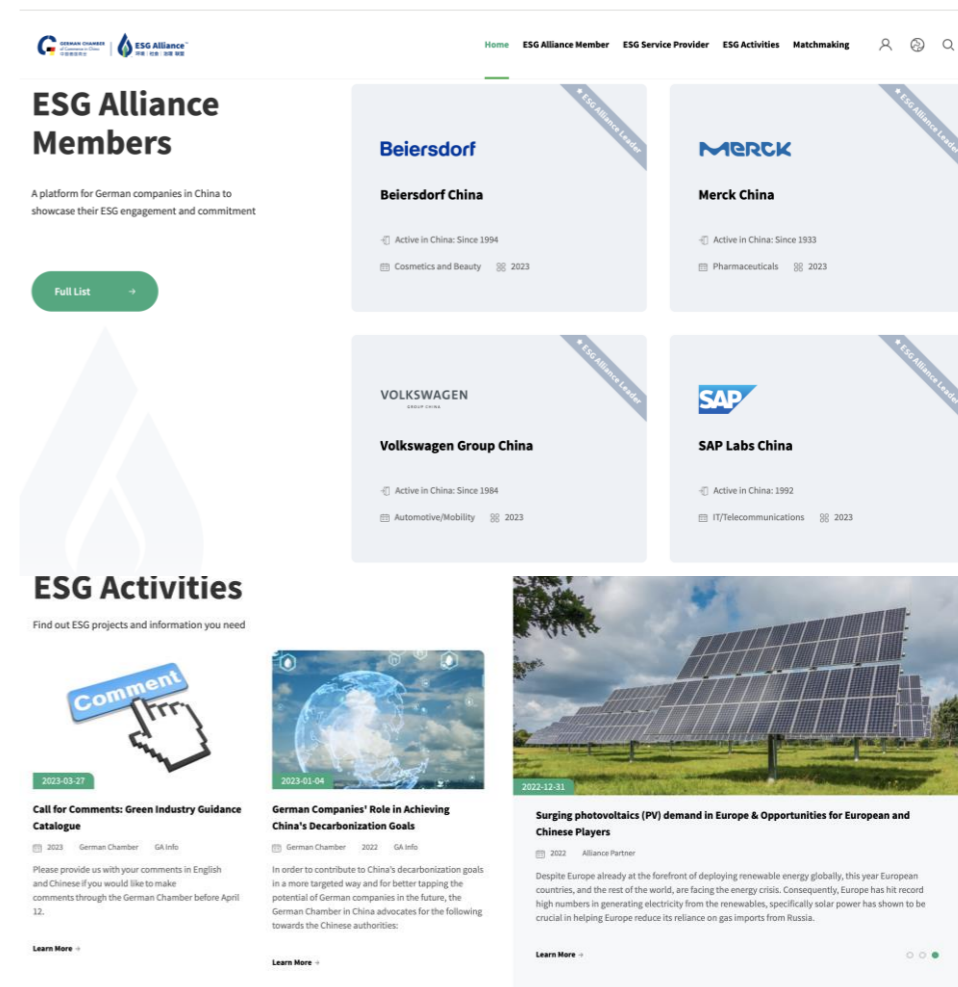 GERMAN CHAMBER
of Commerce in China
中国德国商会
ESG Alliance
环境 | 社会 | 治理 联盟
Home ESG Alliance Member ESG Service Provider ESG Activities Matchmaking
ESG Alliance
Members
A platform for German companies in China to
showcase their ESG engagement and commitment
Full List →
★ ESG Alliance Leader
Beiersdorf
Beiersdorf China
Active in China: Since 1994
Cosmetics and Beauty 2023
★ ESG Alliance Leader
MERCK
Merck China
Active in China: Since 1933
Pharmaceuticals 2023
★ ESG Alliance Leader
VOLKSWAGEN
GROUP CHINA
Volkswagen Group China
Active in China: Since 1984
Automotive/Mobility 2023
★ ESG Alliance Leader
SAP
SAP Labs China
Active in China: 1992
IT/Telecommunications 2023
ESG Activities
Find out ESG projects and information you need
Comment
2023-03-27
Call for Comments: Green Industry Guidance
Catalogue
2023 German Chamber GA Info
Please provide us with your comments in English
and Chinese if you would like to make
comments through the German Chamber before April
12.
Learn More →
2023-01-04
German Companies' Role in Achieving
China's Decarbonization Goals
German Chamber 2022 GA Info
In order to contribute to China's decarbonization goals
in a more targeted way and for better tapping the
potential of German companies in the future, the
German Chamber in China advocates for the following
towards the Chinese authorities:
Learn More →
2022-12-31
Surging photovoltaics (PV) demand in Europe & Opportunities for European and
Chinese Players
2022 Alliance Partner
Despite Europe already at the forefront of deploying renewable energy globally, this year European
countries, and the rest of the world, are facing the energy crisis. Consequently, Europe has hit record
high numbers in generating electricity from the renewables, specifically solar power has shown to be
crucial in helping Europe reduce its reliance on gas imports from Russia.
Learn More →